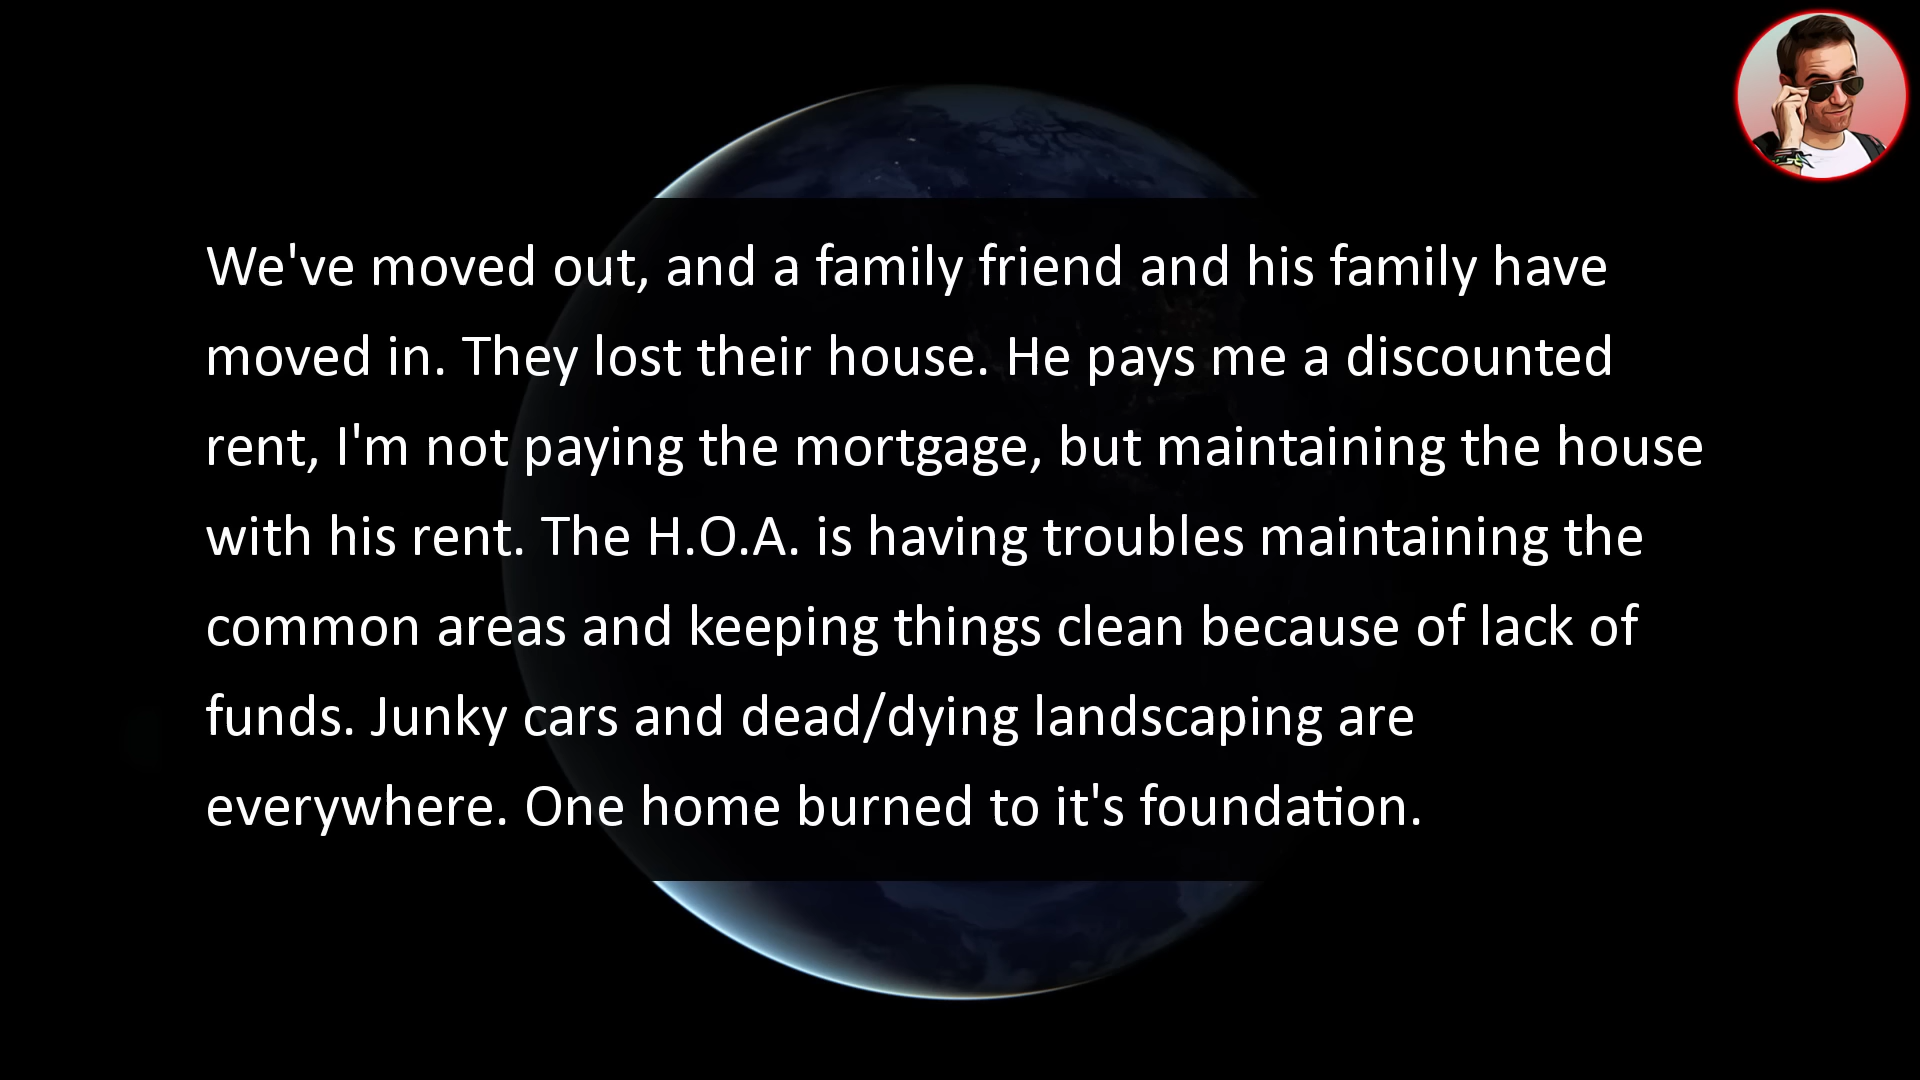 We've moved out, and a family friend and his family have
moved in. They lost their house. He pays me a discounted
rent, I'm not paying the mortgage, but maintaining the house
with his rent. The H.O.A. is having troubles maintaining the
common areas and keeping things clean because of lack of
funds. Junky cars and dead/dying landscaping are
everywhere. One home burned to it's foundation.